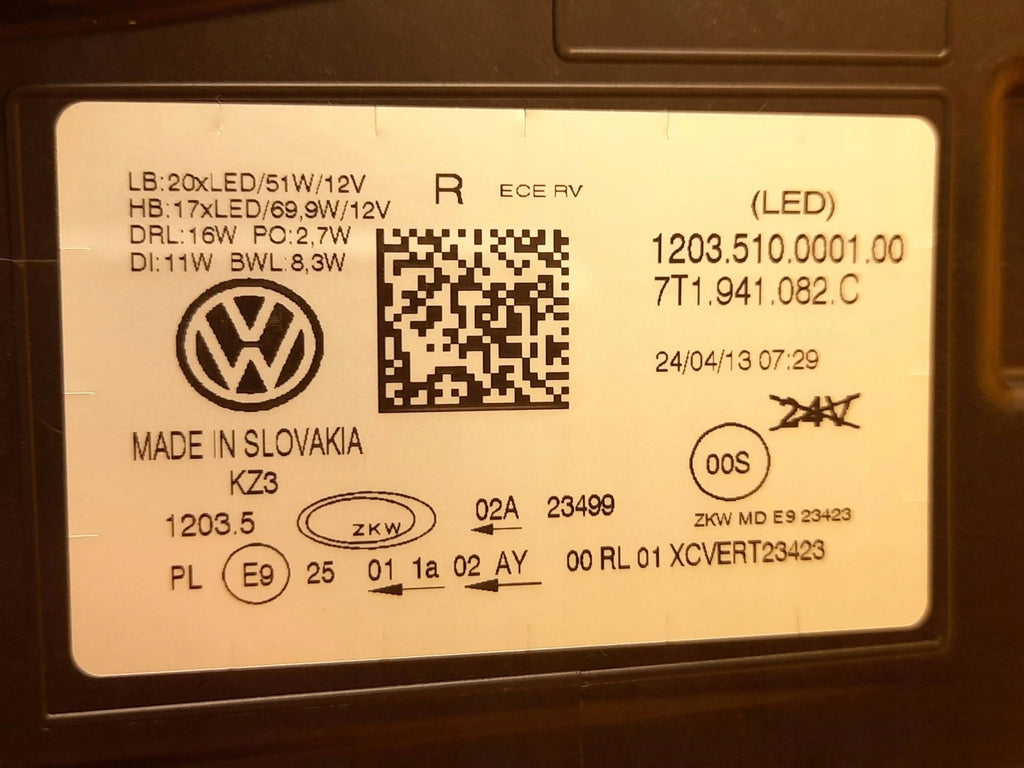 LB:20xLED/51W/12V
HB:17xLED/69,9W/12V
DRL:16W PO:2,7W
DI:11W BWL:8,3W
R ECE RV
(LED)
1203.510.0001.00
7T1.941.082.C
24/04/13 07:29
24V
MADE IN SLOVAKIA
KZ3
00S
1203.5 ZKW 02A 23499
ZKW MD E9 23423
PL E9 25 01 1a 02 AY 00 RL 01 XCVERT23423